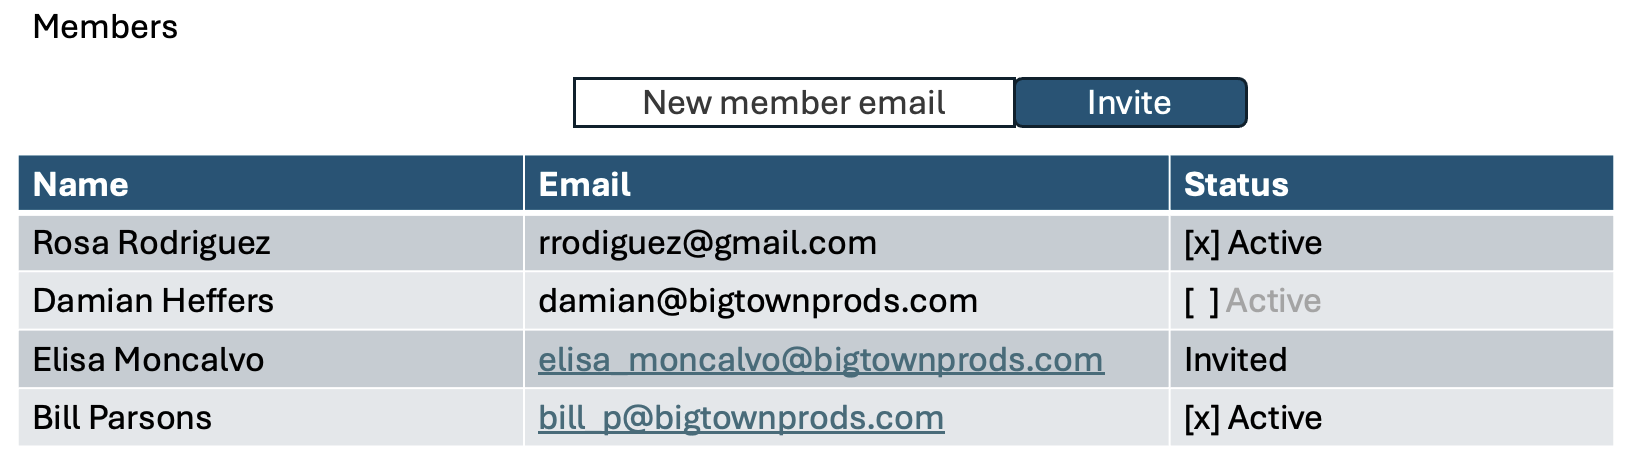 Members
New member email Invite
Name Email Status
Rosa Rodriguez rrodiguez@gmail.com [x] Active
Damian Heffers damian@bigtownprods.com [ ] Active
Elisa Moncalvo elisa_moncalvo@bigtownprods.com Invited
Bill Parsons bill_p@bigtownprods.com [x] Active